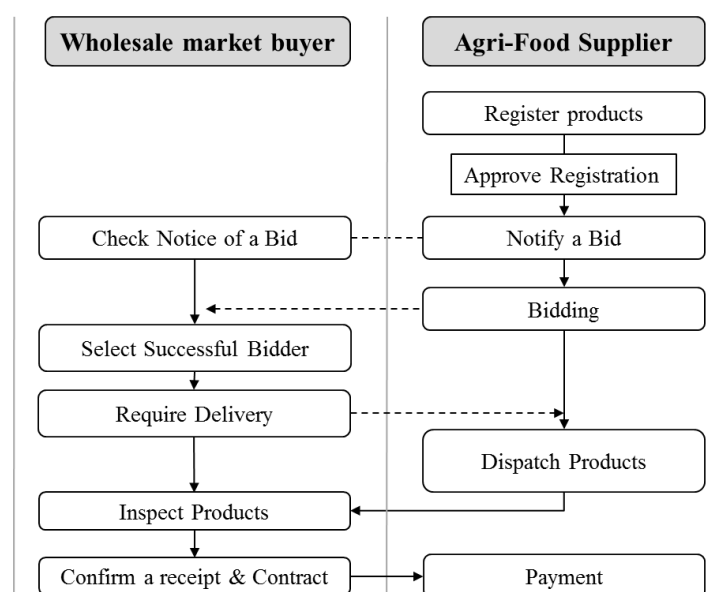 Wholesale market buyer
Agri-Food Supplier
Register products
Approve Registration
Check Notice of a Bid
Notify a Bid
Bidding
Select Successful Bidder
Require Delivery
Dispatch Products
Inspect Products
Confirm a receipt & Contract
Payment